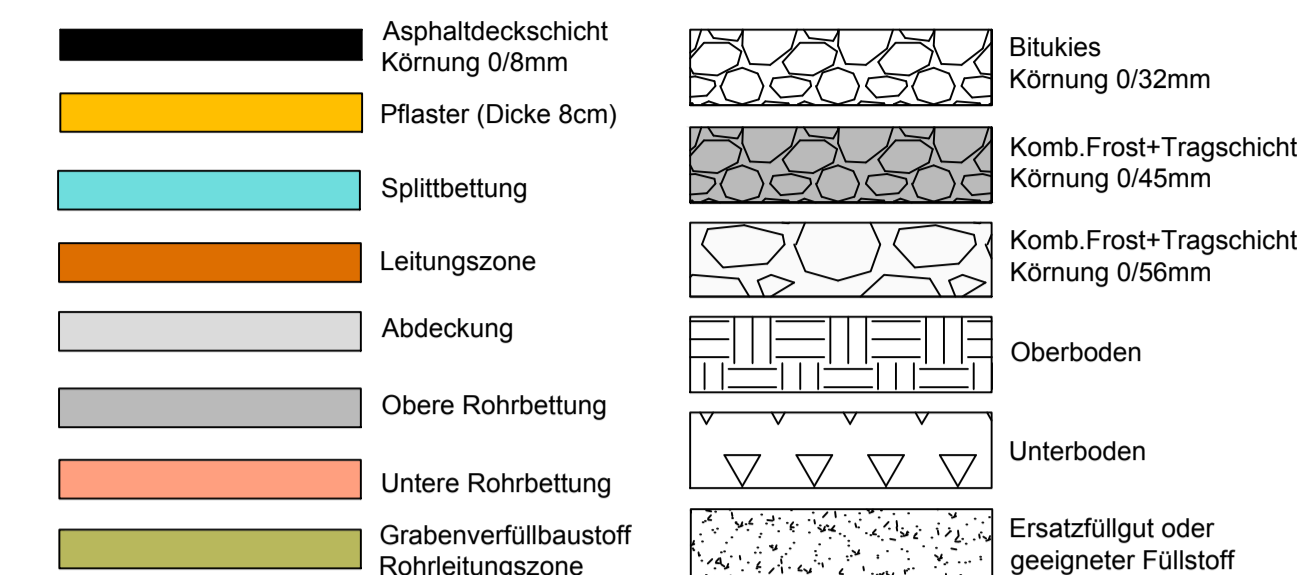 Asphaltdeckschicht
Körnung 0/8mm
Pflaster (Dicke 8cm)
Splittbettung
Leitungszone
Abdeckung
Obere Rohrbettung
Untere Rohrbettung
Grabenverfüllbaustoff
Rohrleitungszone
Bitukies
Körnung 0/32mm
Komb.Frost+Tragschicht
Körnung 0/45mm
Komb.Frost+Tragschicht
Körnung 0/56mm
Oberboden
Unterboden
Ersatzfüllgut oder
geeigneter Füllstoff